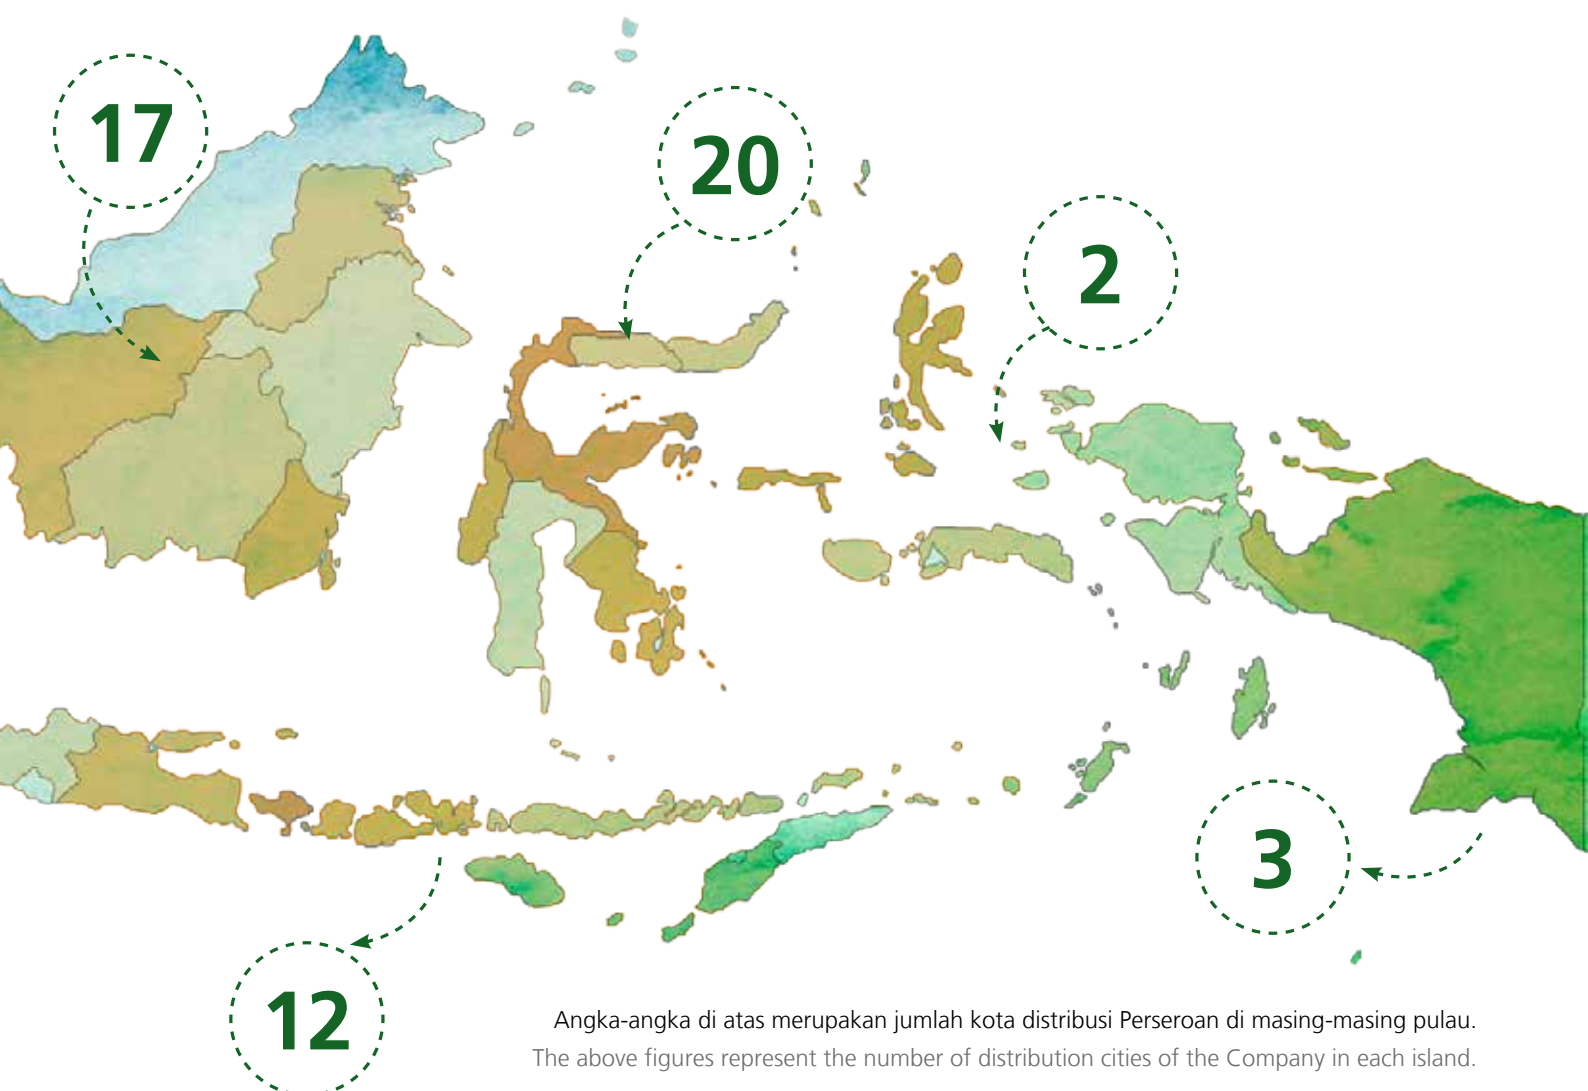 17
20
2
3
12
Angka-angka di atas merupakan jumlah kota distribusi Perseroan di masing-masing pulau.
The above figures represent the number of distribution cities of the Company in each island.